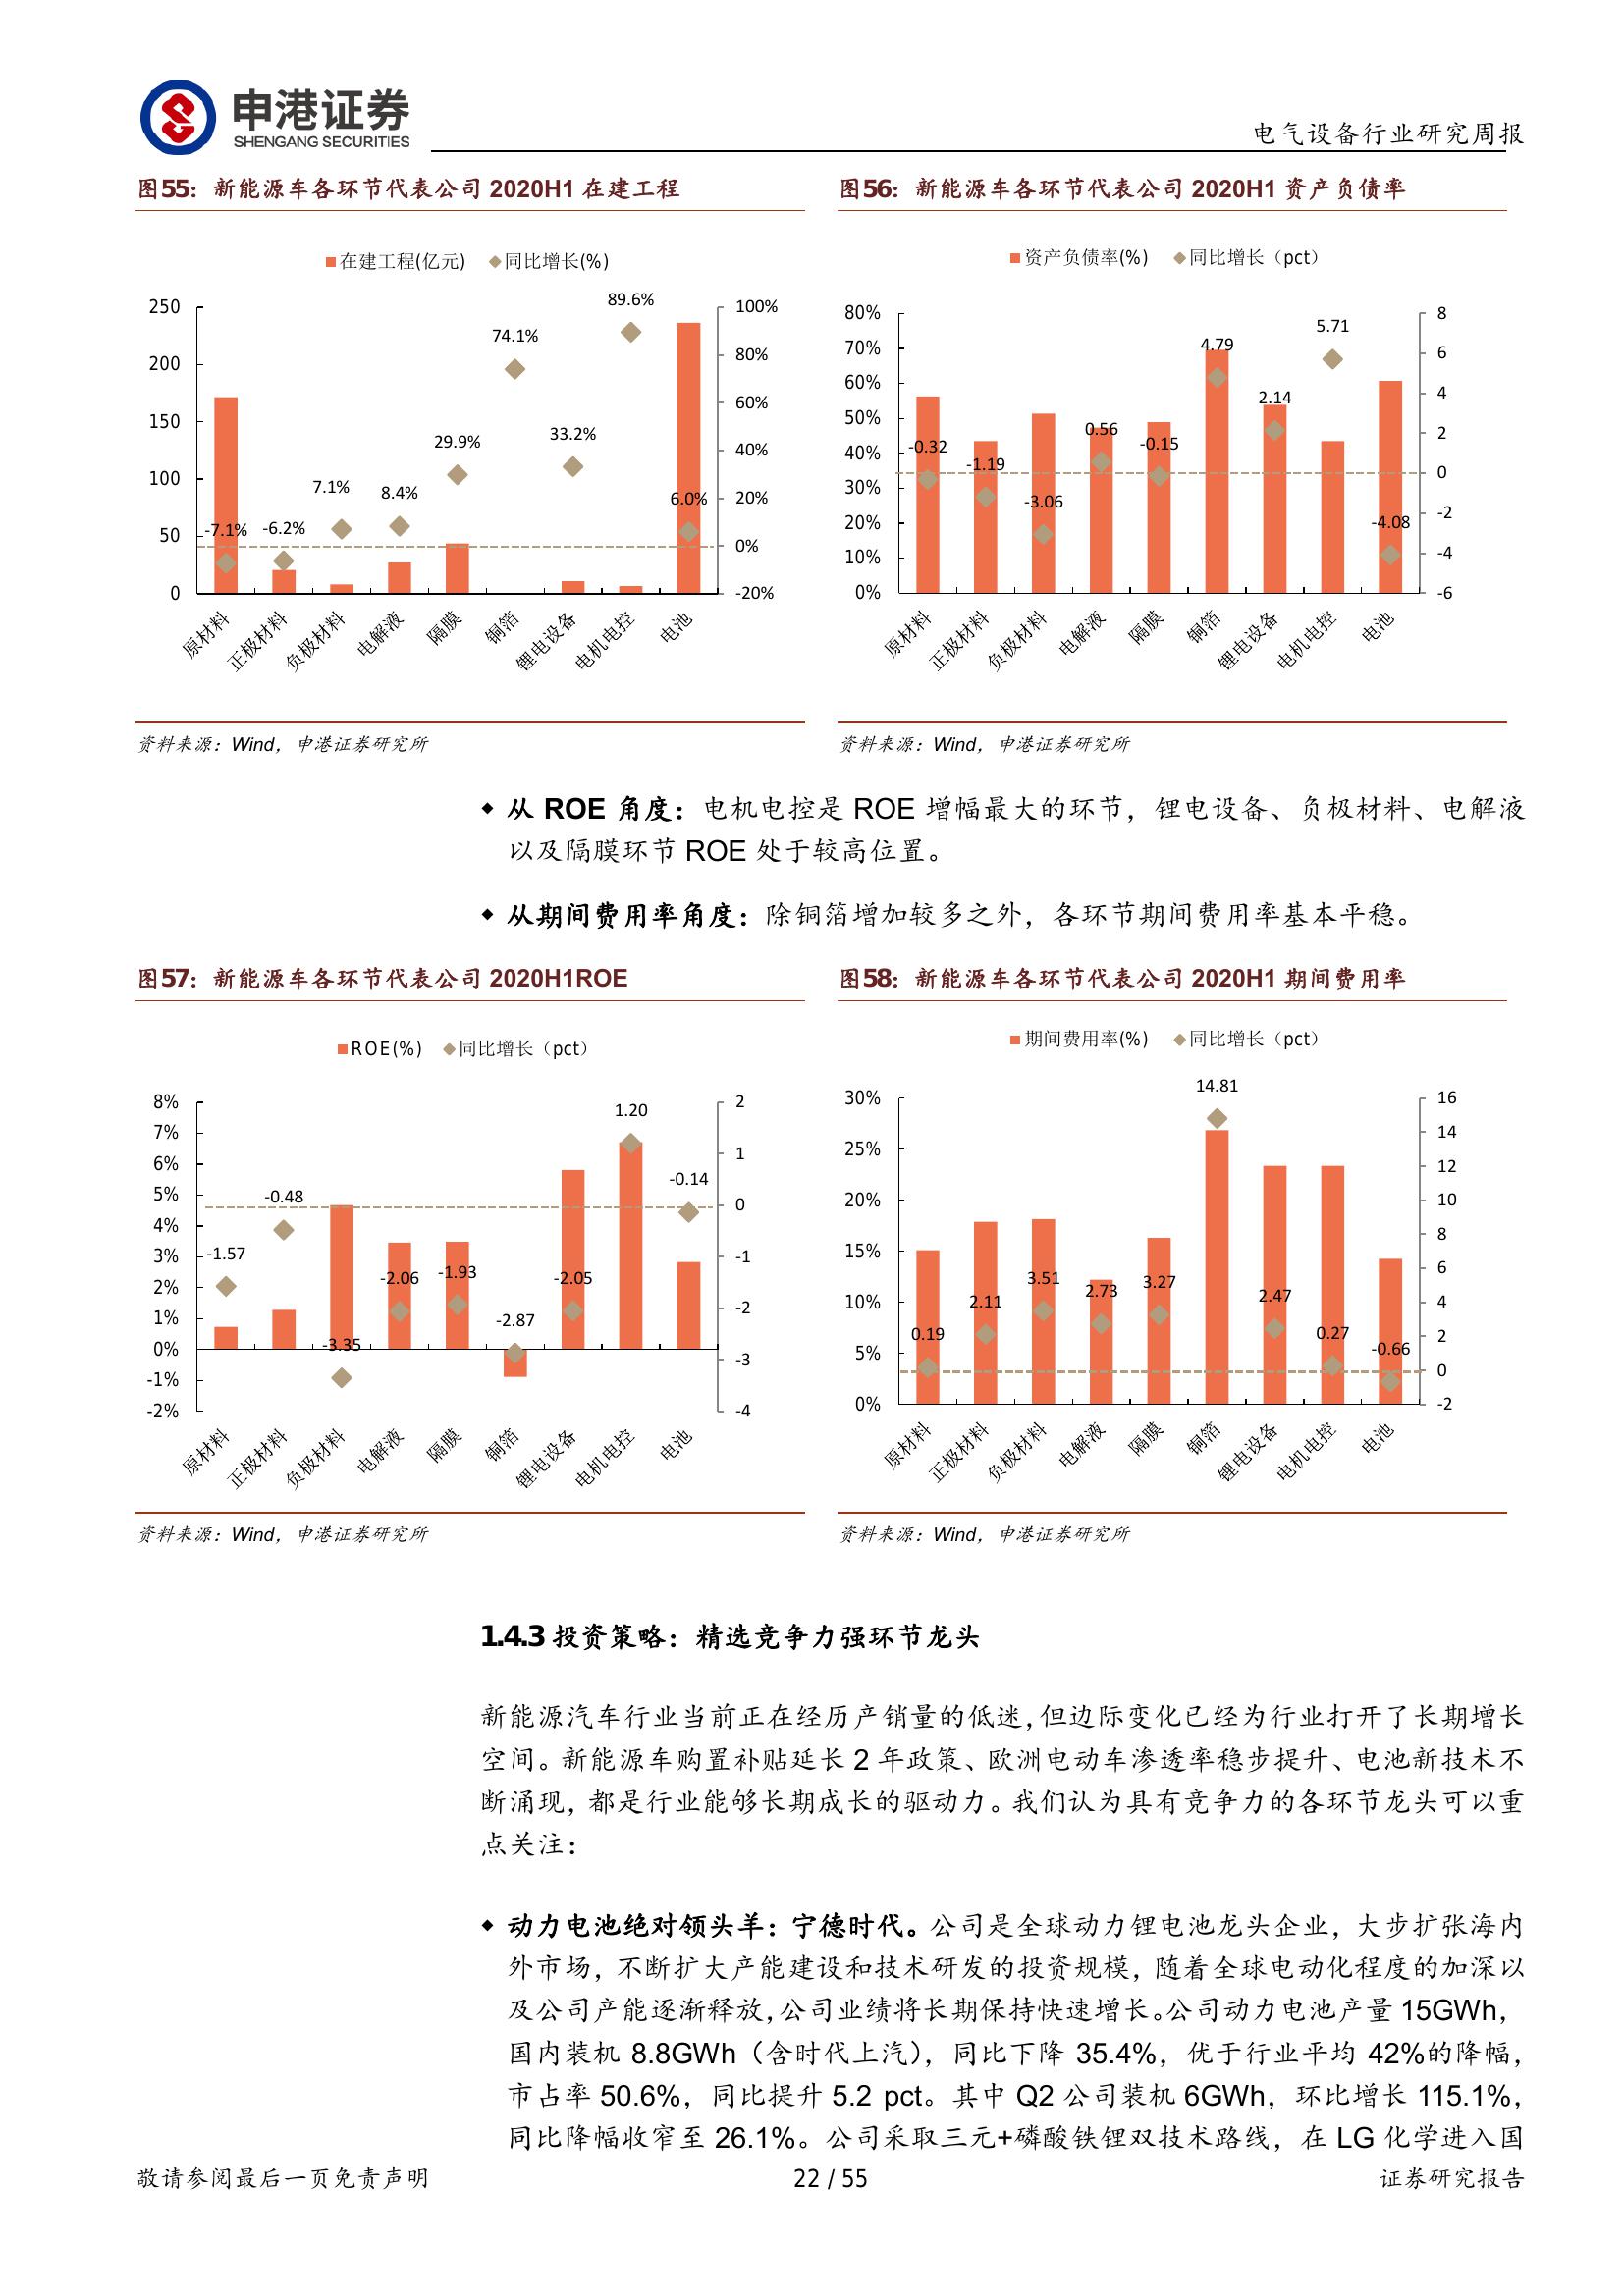 申港证券
SHENGANG SECURITIES
电气设备行业研究周报
图55：新能源车各环节代表公司 2020H1 在建工程
在建工程(亿元) 同比增长(%)
250
200
150
100
50
0
100%
80%
60%
40%
20%
0%
-20%
-7.1%
-6.2%
7.1%
8.4%
29.9%
74.1%
33.2%
89.6%
6.0%
原材料
正极材料
负极材料
电解液
隔膜
铜箔
锂电设备
电机电控
电池
资料来源：Wind，申港证券研究所
图56：新能源车各环节代表公司 2020H1 资产负债率
资产负债率(%) 同比增长（pct）
80%
70%
60%
50%
40%
30%
20%
10%
0%
8
6
4
2
0
-2
-4
-6
-0.32
-1.19
-3.06
0.56
-0.15
4.79
2.14
5.71
-4.08
原材料
正极材料
负极材料
电解液
隔膜
铜箔
锂电设备
电机电控
电池
资料来源：Wind，申港证券研究所
◆ 从 ROE 角度：电机电控是 ROE 增幅最大的环节，锂电设备、负极材料、电解液
以及隔膜环节 ROE 处于较高位置。
◆ 从期间费用率角度：除铜箔增加较多之外，各环节期间费用率基本平稳。
图57：新能源车各环节代表公司 2020H1ROE
ROE(%) 同比增长（pct）
8%
7%
6%
5%
4%
3%
2%
1%
0%
-1%
-2%
2
1
0
-1
-2
-3
-4
-1.57
-0.48
-3.35
-2.06
-1.93
-2.87
-2.05
1.20
-0.14
原材料
正极材料
负极材料
电解液
隔膜
铜箔
锂电设备
电机电控
电池
资料来源：Wind，申港证券研究所
图58：新能源车各环节代表公司 2020H1 期间费用率
期间费用率(%) 同比增长（pct）
30%
25%
20%
15%
10%
5%
0%
16
14
12
10
8
6
4
2
0
-2
0.19
2.11
3.51
2.73
3.27
14.81
2.47
0.27
-0.66
原材料
正极材料
负极材料
电解液
隔膜
铜箔
锂电设备
电机电控
电池
资料来源：Wind，申港证券研究所
1.4.3 投资策略：精选竞争力强环节龙头
新能源汽车行业当前正在经历产销量的低迷，但边际变化已经为行业打开了长期增长
空间。新能源车购置补贴延长 2 年政策、欧洲电动车渗透率稳步提升、电池新技术不
断涌现，都是行业能够长期成长的驱动力。我们认为具有竞争力的各环节龙头可以重
点关注：
◆ 动力电池绝对领头羊：宁德时代。公司是全球动力锂电池龙头企业，大步扩张海内
外市场，不断扩大产能建设和技术研发的投资规模，随着全球电动化程度的加深以
及公司产能逐渐释放，公司业绩将长期保持快速增长。公司动力电池产量 15GWh，
国内装机 8.8GWh（含时代上汽），同比下降 35.4%，优于行业平均 42%的降幅，
市占率 50.6%，同比提升 5.2 pct。其中 Q2 公司装机 6GWh，环比增长 115.1%，
同比降幅收窄至 26.1%。公司采取三元+磷酸铁锂双技术路线，在 LG 化学进入国
敬请参阅最后一页免责声明
22 / 55
证券研究报告